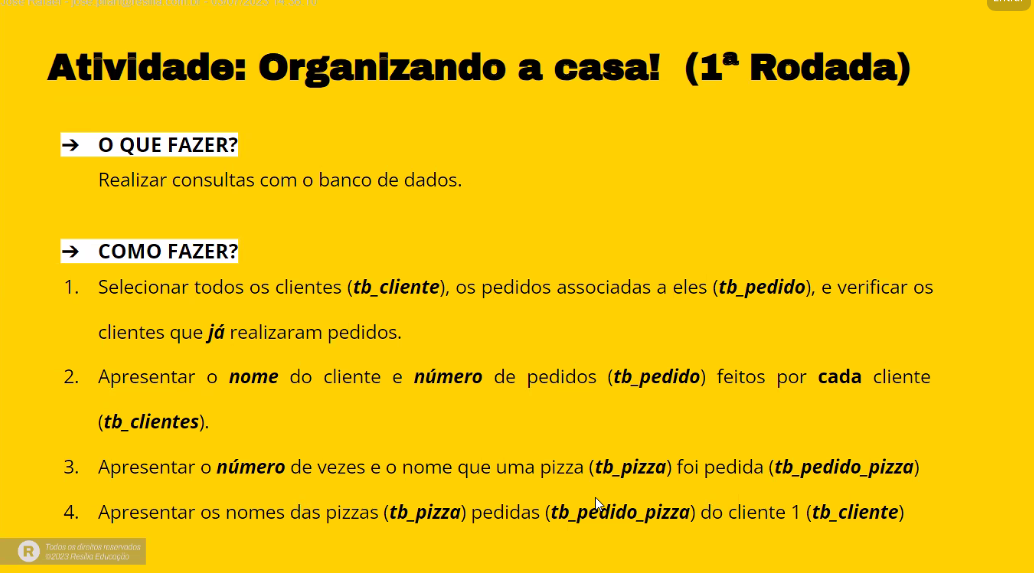 Atividade: Organizando a casa! (1ª Rodada)
➔ O QUE FAZER?
Realizar consultas com o banco de dados.
➔ COMO FAZER?
1. Selecionar todos os clientes (tb_cliente), os pedidos associadas a eles (tb_pedido), e verificar os
clientes que já realizaram pedidos.
2. Apresentar o nome do cliente e número de pedidos (tb_pedido) feitos por cada cliente
(tb_clientes).
3. Apresentar o número de vezes e o nome que uma pizza (tb_pizza) foi pedida (tb_pedido_pizza)
4. Apresentar os nomes das pizzas (tb_pizza) pedidas (tb_pedido_pizza) do cliente 1 (tb_cliente)
R
Todos os direitos reservados
©2023 Resilia Educação